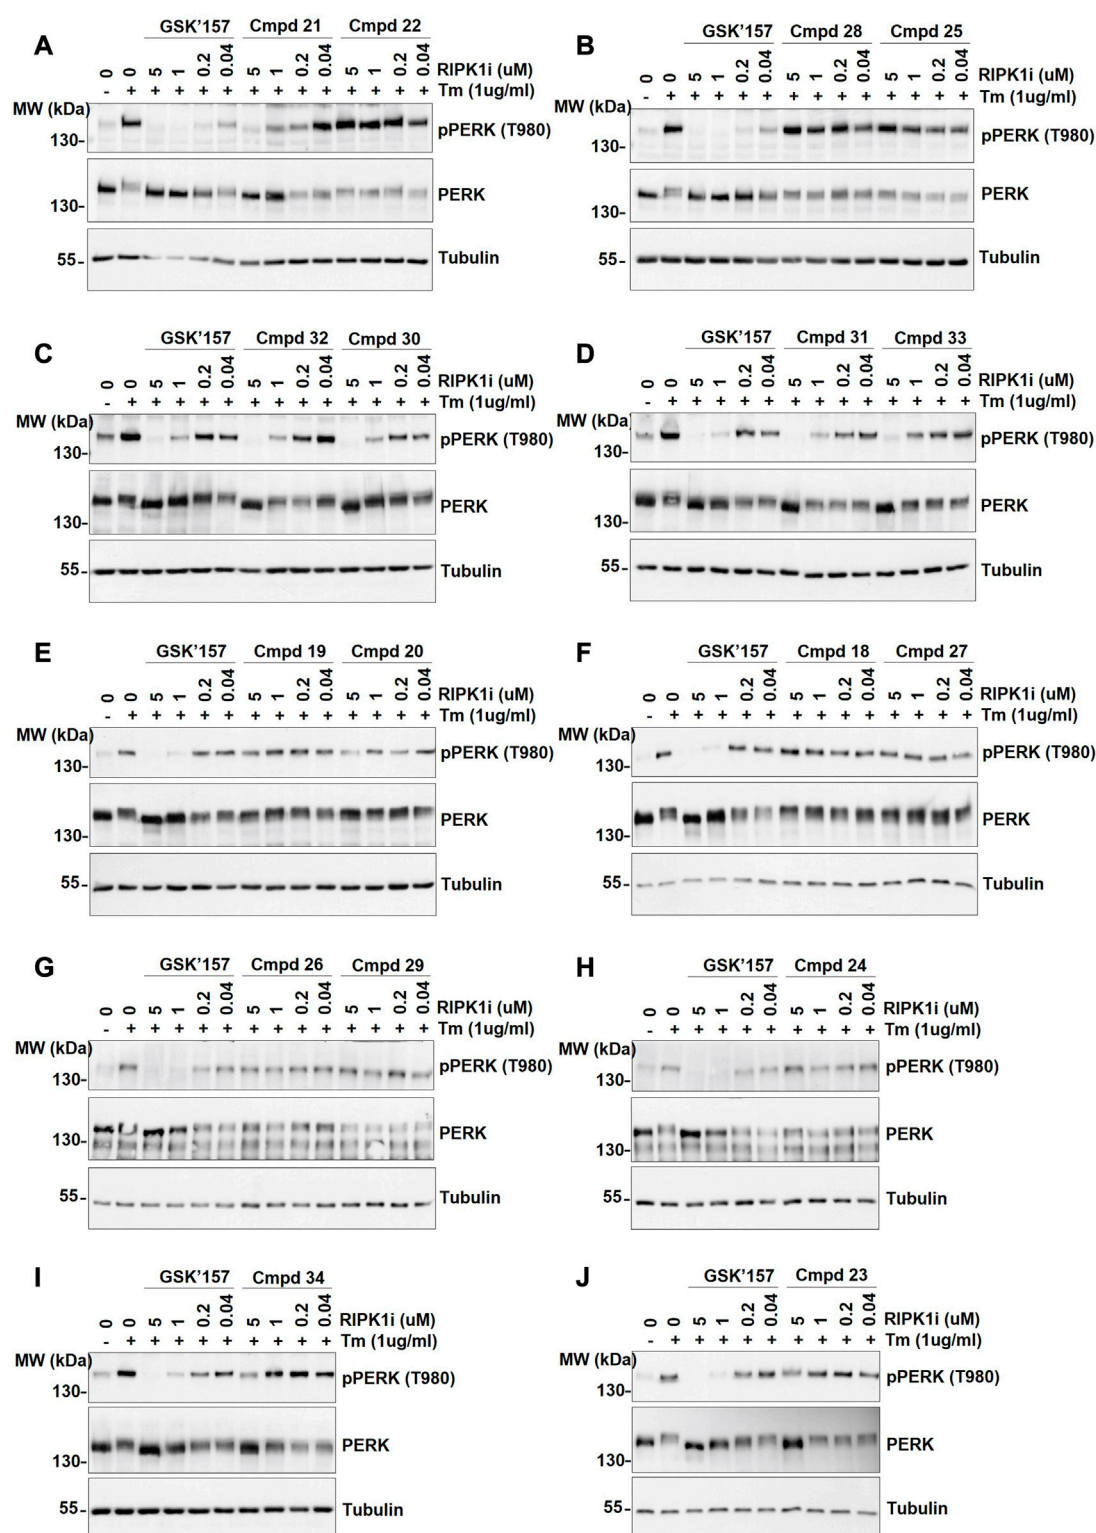 A
GSK'157 Cmpd 21 Cmpd 22
0 0 5 1 0.2 0.04 5 1 0.2 0.04 5 1 0.2 0.04 RIPK1i (uM)
- + + + + + + + + + + + + + Tm (1ug/ml)
MW (kDa)
130- pPERK (T980)
130- PERK
55- Tubulin
B
GSK'157 Cmpd 28 Cmpd 25
0 0 5 1 0.2 0.04 5 1 0.2 0.04 5 1 0.2 0.04 RIPK1i (uM)
- + + + + + + + + + + + + + Tm (1ug/ml)
MW (kDa)
130- pPERK (T980)
130- PERK
55- Tubulin
C
GSK'157 Cmpd 32 Cmpd 30
0 0 5 1 0.2 0.04 5 1 0.2 0.04 5 1 0.2 0.04 RIPK1i (uM)
- + + + + + + + + + + + + + Tm (1ug/ml)
MW (kDa)
130- pPERK (T980)
130- PERK
55- Tubulin
D
GSK'157 Cmpd 31 Cmpd 33
0 0 5 1 0.2 0.04 5 1 0.2 0.04 5 1 0.2 0.04 RIPK1i (uM)
- + + + + + + + + + + + + + Tm (1ug/ml)
MW (kDa)
130- pPERK (T980)
130- PERK
55- Tubulin
E
GSK'157 Cmpd 19 Cmpd 20
0 0 5 1 0.2 0.04 5 1 0.2 0.04 5 1 0.2 0.04 RIPK1i (uM)
- + + + + + + + + + + + + + Tm (1ug/ml)
MW (kDa)
130- pPERK (T980)
130- PERK
55- Tubulin
F
GSK'157 Cmpd 18 Cmpd 27
0 0 5 1 0.2 0.04 5 1 0.2 0.04 5 1 0.2 0.04 RIPK1i (uM)
- + + + + + + + + + + + + + Tm (1ug/ml)
MW (kDa)
130- pPERK (T980)
130- PERK
55- Tubulin
G
GSK'157 Cmpd 26 Cmpd 29
0 0 5 1 0.2 0.04 5 1 0.2 0.04 5 1 0.2 0.04 RIPK1i (uM)
- + + + + + + + + + + + + + Tm (1ug/ml)
MW (kDa)
130- pPERK (T980)
130- PERK
55- Tubulin
H
GSK'157 Cmpd 24
0 0 5 1 0.2 0.04 5 1 0.2 0.04 RIPK1i (uM)
- + + + + + + + + + Tm (1ug/ml)
MW (kDa)
130- pPERK (T980)
130- PERK
55- Tubulin
I
GSK'157 Cmpd 34
0 0 5 1 0.2 0.04 5 1 0.2 0.04 RIPK1i (uM)
- + + + + + + + + + Tm (1ug/ml)
MW (kDa)
130- pPERK (T980)
130- PERK
55- Tubulin
J
GSK'157 Cmpd 23
0 0 5 1 0.2 0.04 5 1 0.2 0.04 RIPK1i (uM)
- + + + + + + + + + Tm (1ug/ml)
MW (kDa)
130- pPERK (T980)
130- PERK
55- Tubulin